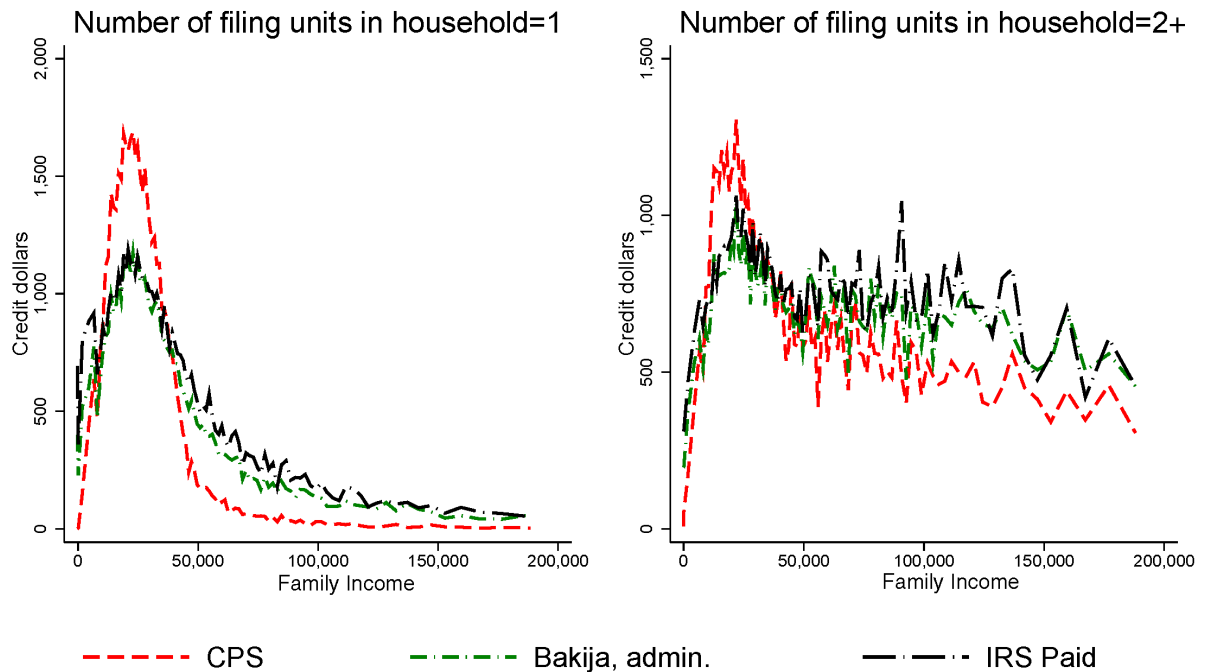 Number of filing units in household=1
2,000
1,500
1,000
500
0
Credit dollars
0 50,000 100,000 150,000 200,000
Family Income
Number of filing units in household=2+
1,500
1,000
500
0
Credit dollars
0 50,000 100,000 150,000 200,000
Family Income
CPS Bakija, admin. IRS Paid